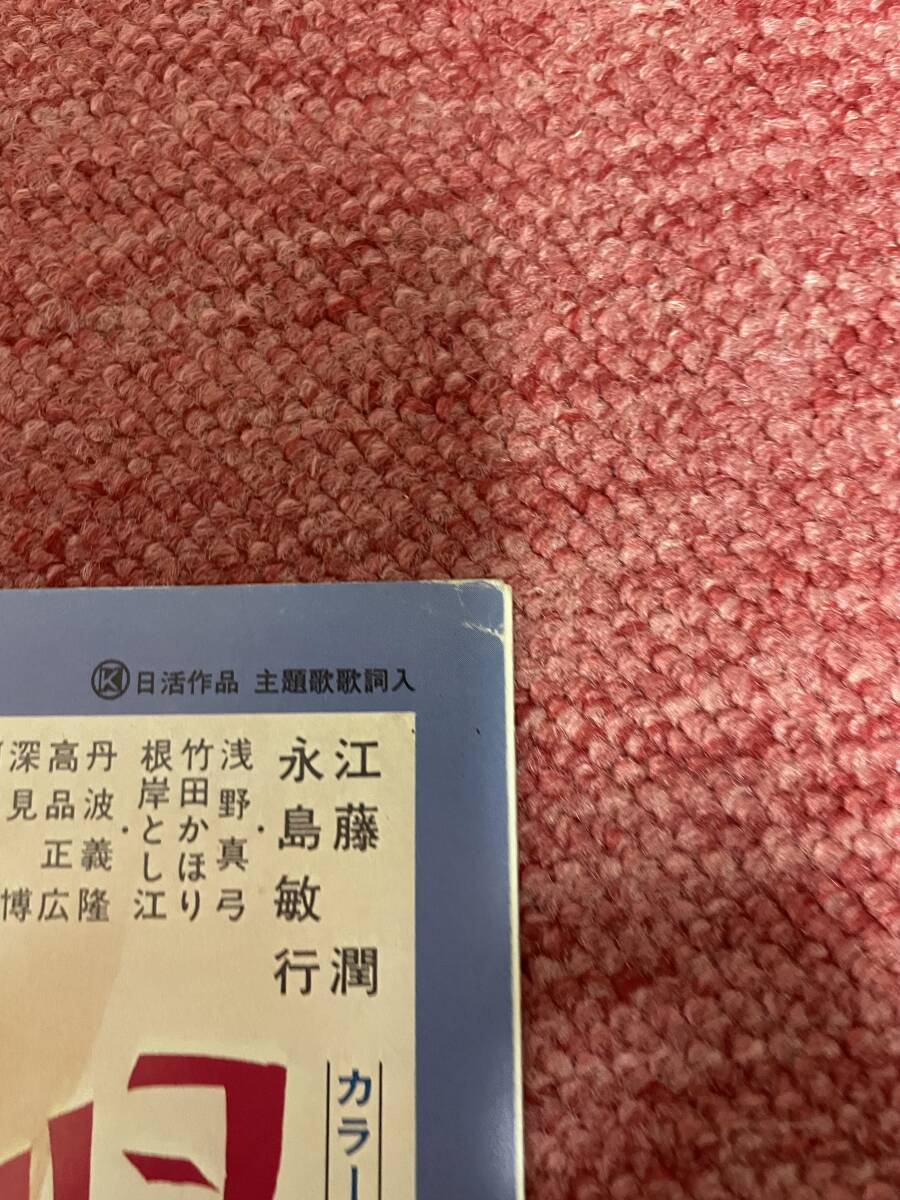 Ⓚ日活作品 主題歌歌詞入
江藤潤
永島敏行
浅野真弓・
竹田かほり
根岸とし江・
丹波義隆
高品正広
深見博
カラー